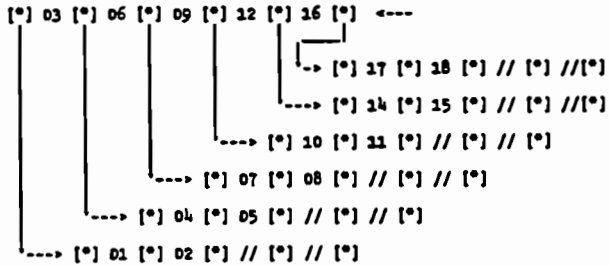 [*] 03 [*] 06 [*] 09 [*] 12 [*] 16 [*] <---
--> [*] 17 [*] 18 [*] // [*] //[*]
----> [*] 14 [*] 15 [*] // [*] //[*]
----> [*] 10 [*] 11 [*] // [*] // [*]
----> [*] 07 [*] 08 [*] // [*] // [*]
----> [*] 04 [*] 05 [*] // [*] // [*]
----> [*] 01 [*] 02 [*] // [*] // [*]